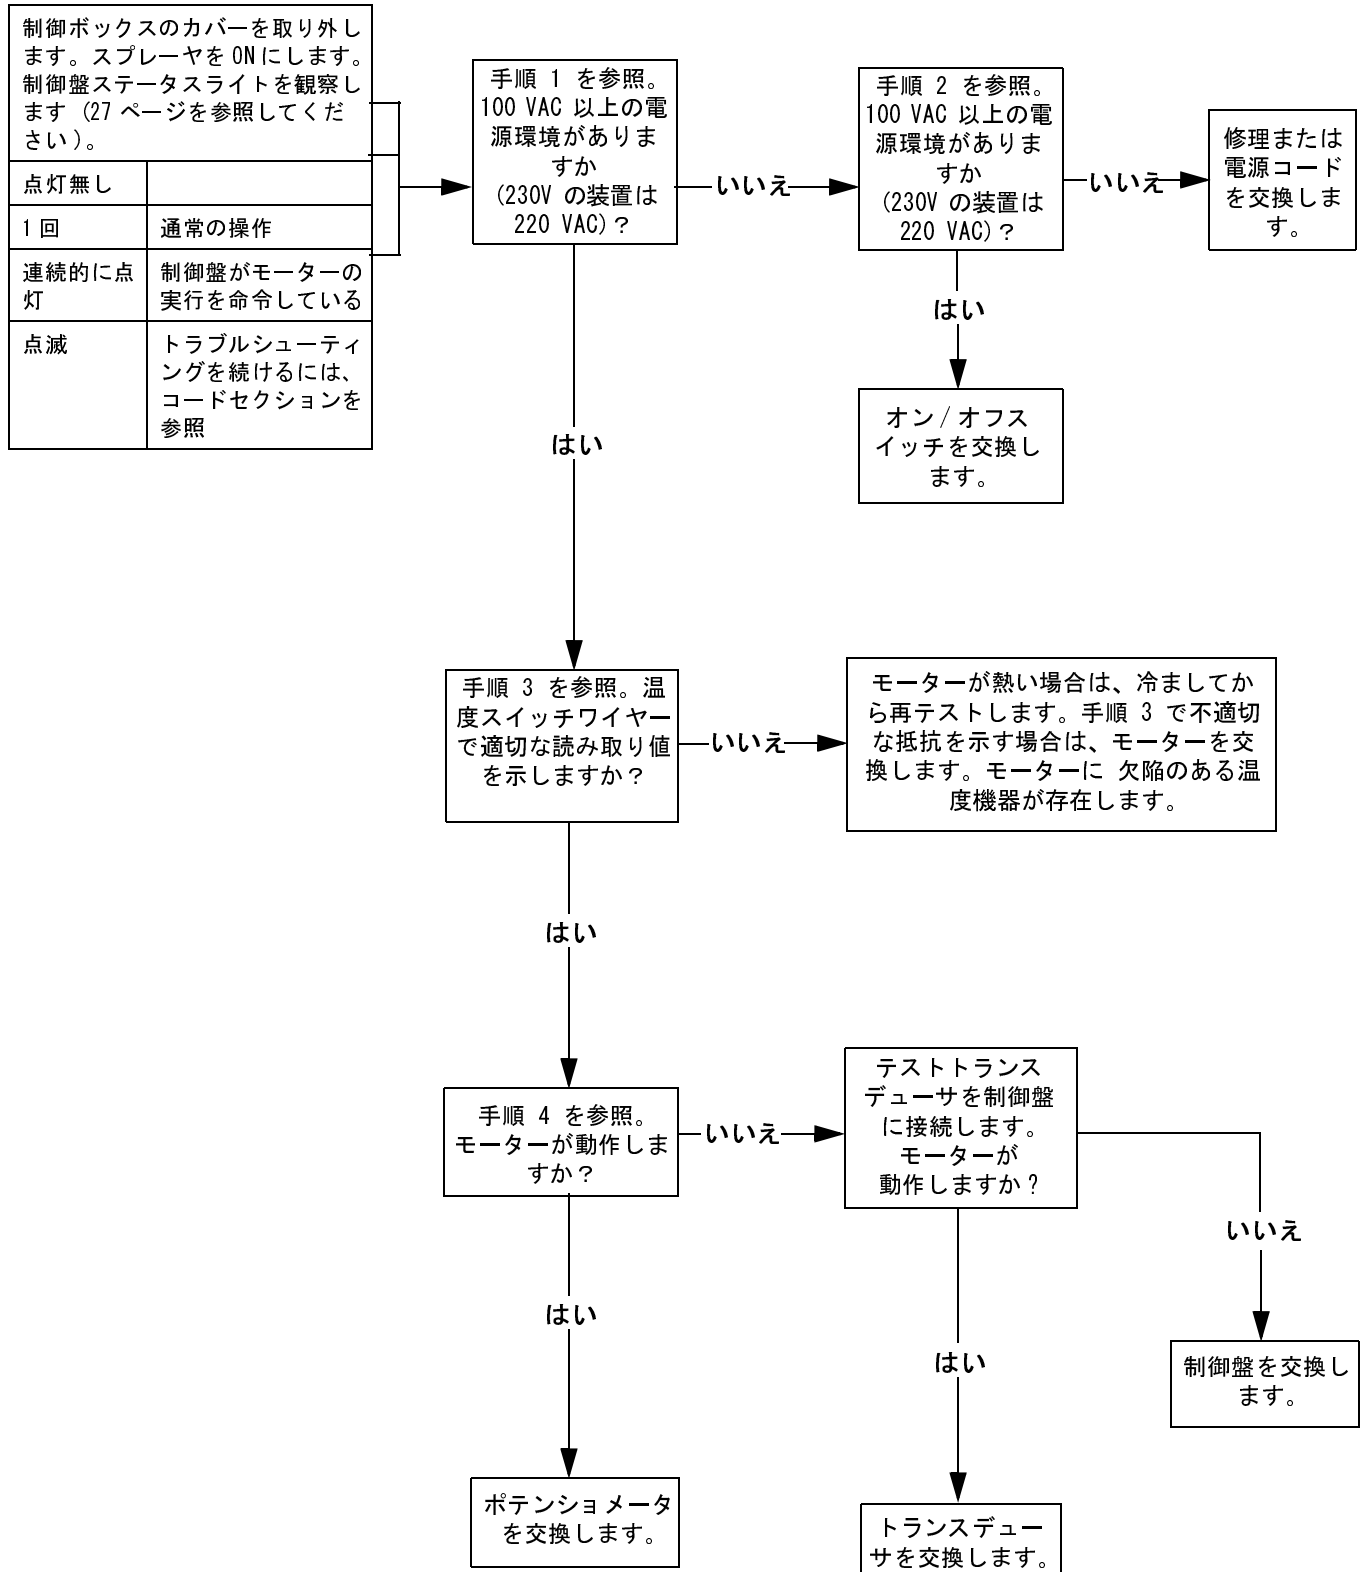 制御ボックスのカバーを取り外し
ます。スプレーヤを ON にします。
制御盤ステータスライトを観察し
ます (27 ページを参照してくだ
さい )。
点灯無し
1 回
通常の操作
連続的に点
灯
制御盤がモーターの
実行を命令している
点滅
トラブルシューティ
ングを続けるには、
コードセクションを
参照
手順 1 を参照。
100 VAC 以上の電
源環境がありま
すか
(230V の装置は
220 VAC)？
いいえ
手順 2 を参照。
100 VAC 以上の電
源環境がありま
すか
(230V の装置は
220 VAC)？
いいえ
修理または
電源コード
を交換しま
す。
はい
オン / オフス
イッチを交換し
ます。
はい
手順 3 を参照。温
度スイッチワイヤー
で適切な読み取り値
を示しますか？
いいえ
モーターが熱い場合は、冷ましてか
ら再テストします。手順 3 で不適切
な抵抗を示す場合は、モーターを交
換します。モーターに 欠陥のある温
度機器が存在します。
はい
手順 4 を参照。
モーターが動作しま
すか？
いいえ
テストトランス
デューサを制御盤
に接続します。
モーターが
動作しますか ?
いいえ
制御盤を交換し
ます。
はい
ポテンショメータ
を交換します。
はい
トランスデュー
サを交換します。